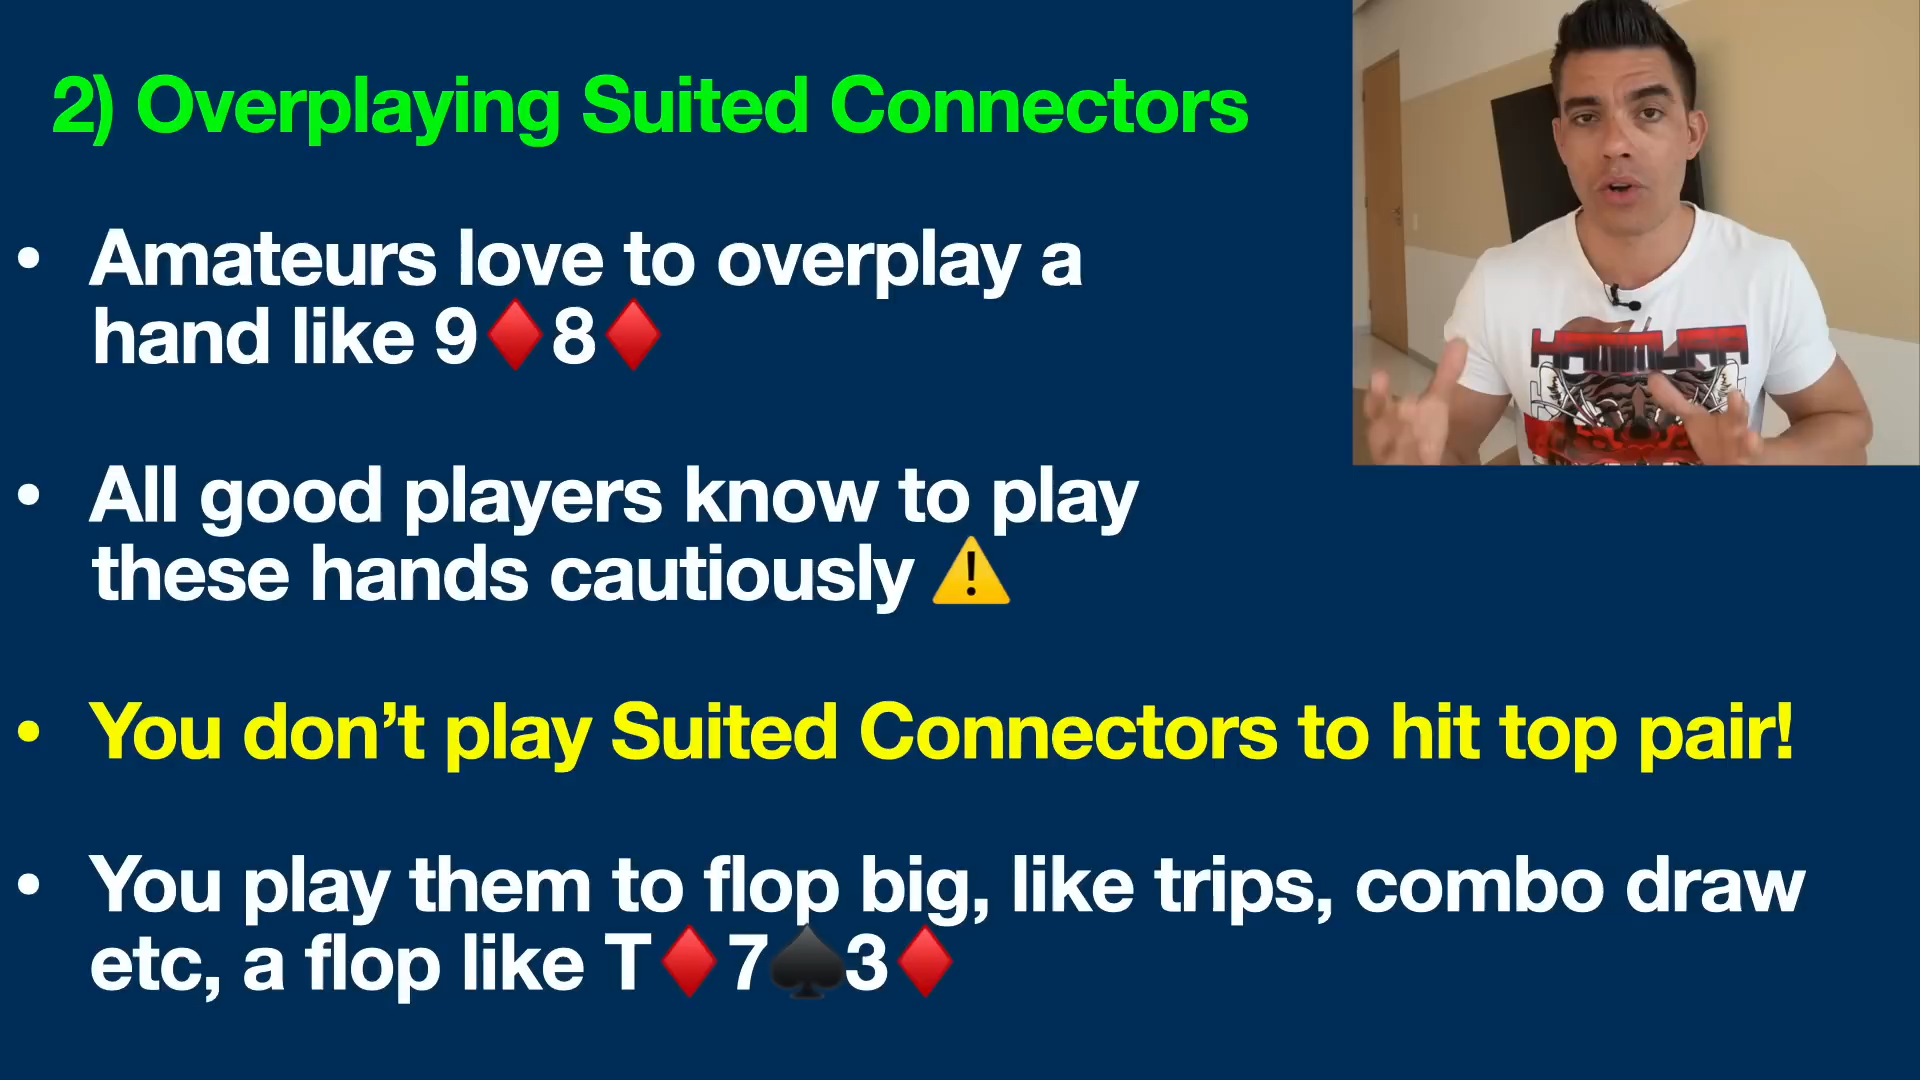 2) Overplaying Suited Connectors
• Amateurs love to overplay a
hand like 9♦8♦
• All good players know to play
these hands cautiously ⚠️
• You don’t play Suited Connectors to hit top pair!
• You play them to flop big, like trips, combo draw
etc, a flop like T♦7♠3♦